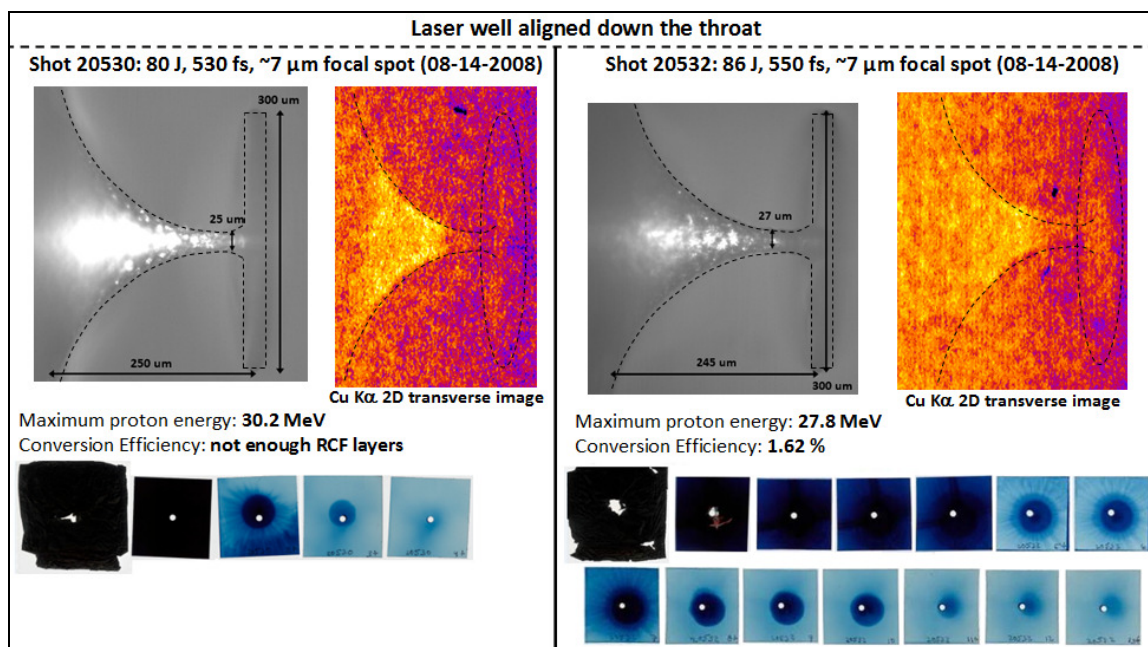 Laser well aligned down the throat
Shot 20530: 80 J, 530 fs, ~7 µm focal spot (08-14-2008)
300 um
25 um
250 um
Cu Kα 2D transverse image
Maximum proton energy: 30.2 MeV
Conversion Efficiency: not enough RCF layers
Shot 20532: 86 J, 550 fs, ~7 µm focal spot (08-14-2008)
27 um
245 um
300 um
Cu Kα 2D transverse image
Maximum proton energy: 27.8 MeV
Conversion Efficiency: 1.62 %